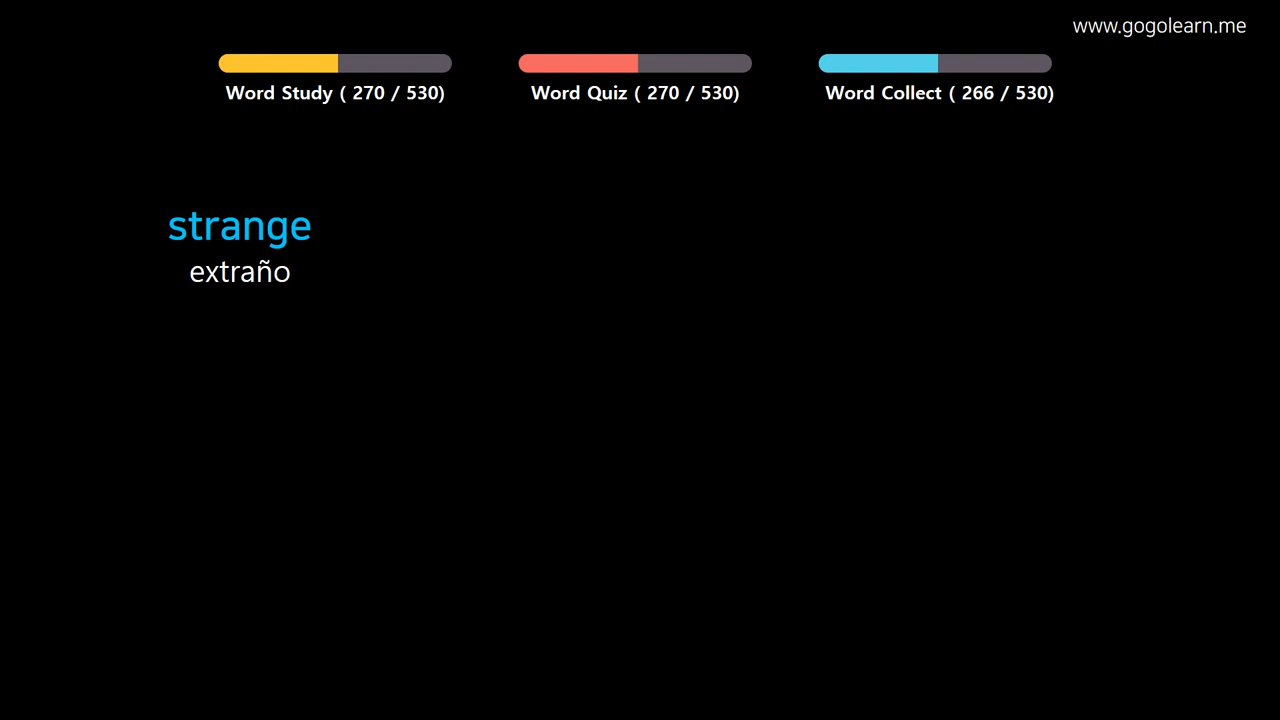 www.gogolearn.me
Word Study ( 270 / 530)
Word Quiz ( 270 / 530)
Word Collect ( 266 / 530)
strange
extraño